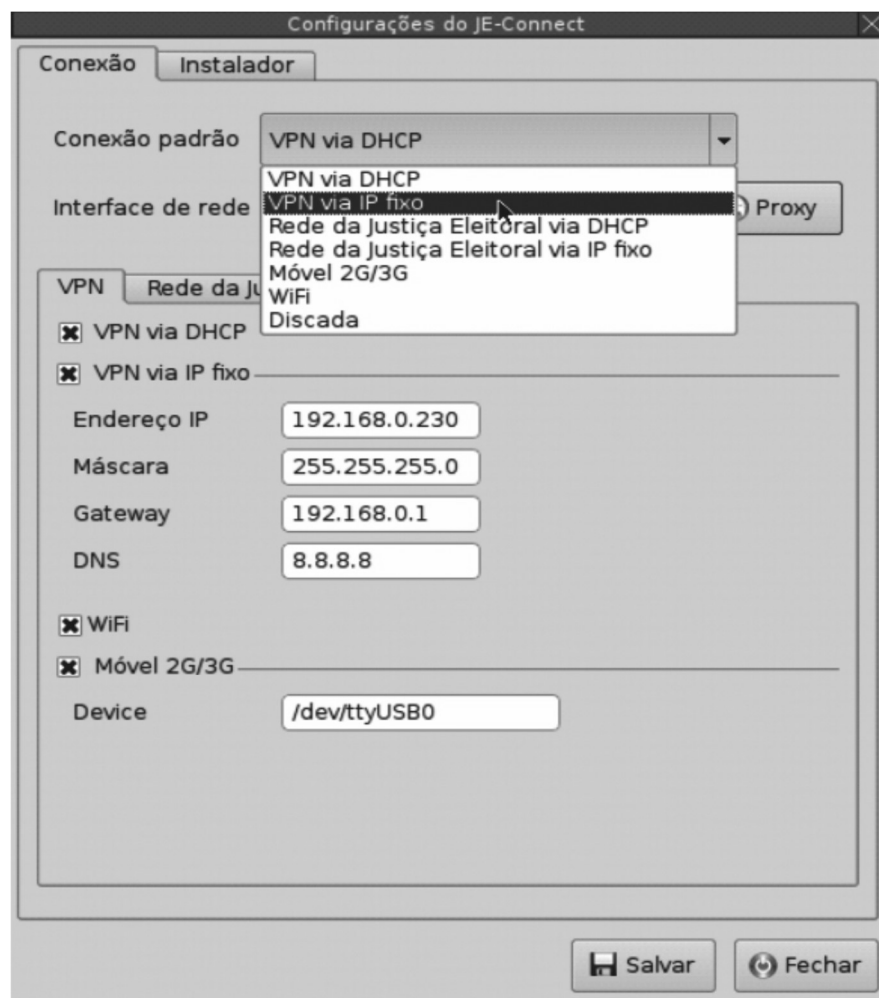 Configurações do JE-Connect
Conexão Instalador
Conexão padrão VPN via DHCP
VPN via DHCP
Interface de rede VPN via IP fixo Proxy
Rede da Justiça Eleitoral via DHCP
Rede da Justiça Eleitoral via IP fixo
Móvel 2G/3G
VPN Rede da Ju
WiFi
Discada
VPN via DHCP
VPN via IP fixo
Endereço IP 192.168.0.230
Máscara 255.255.255.0
Gateway 192.168.0.1
DNS 8.8.8.8
WiFi
Móvel 2G/3G
Device /dev/ttyUSB0
Salvar Fechar